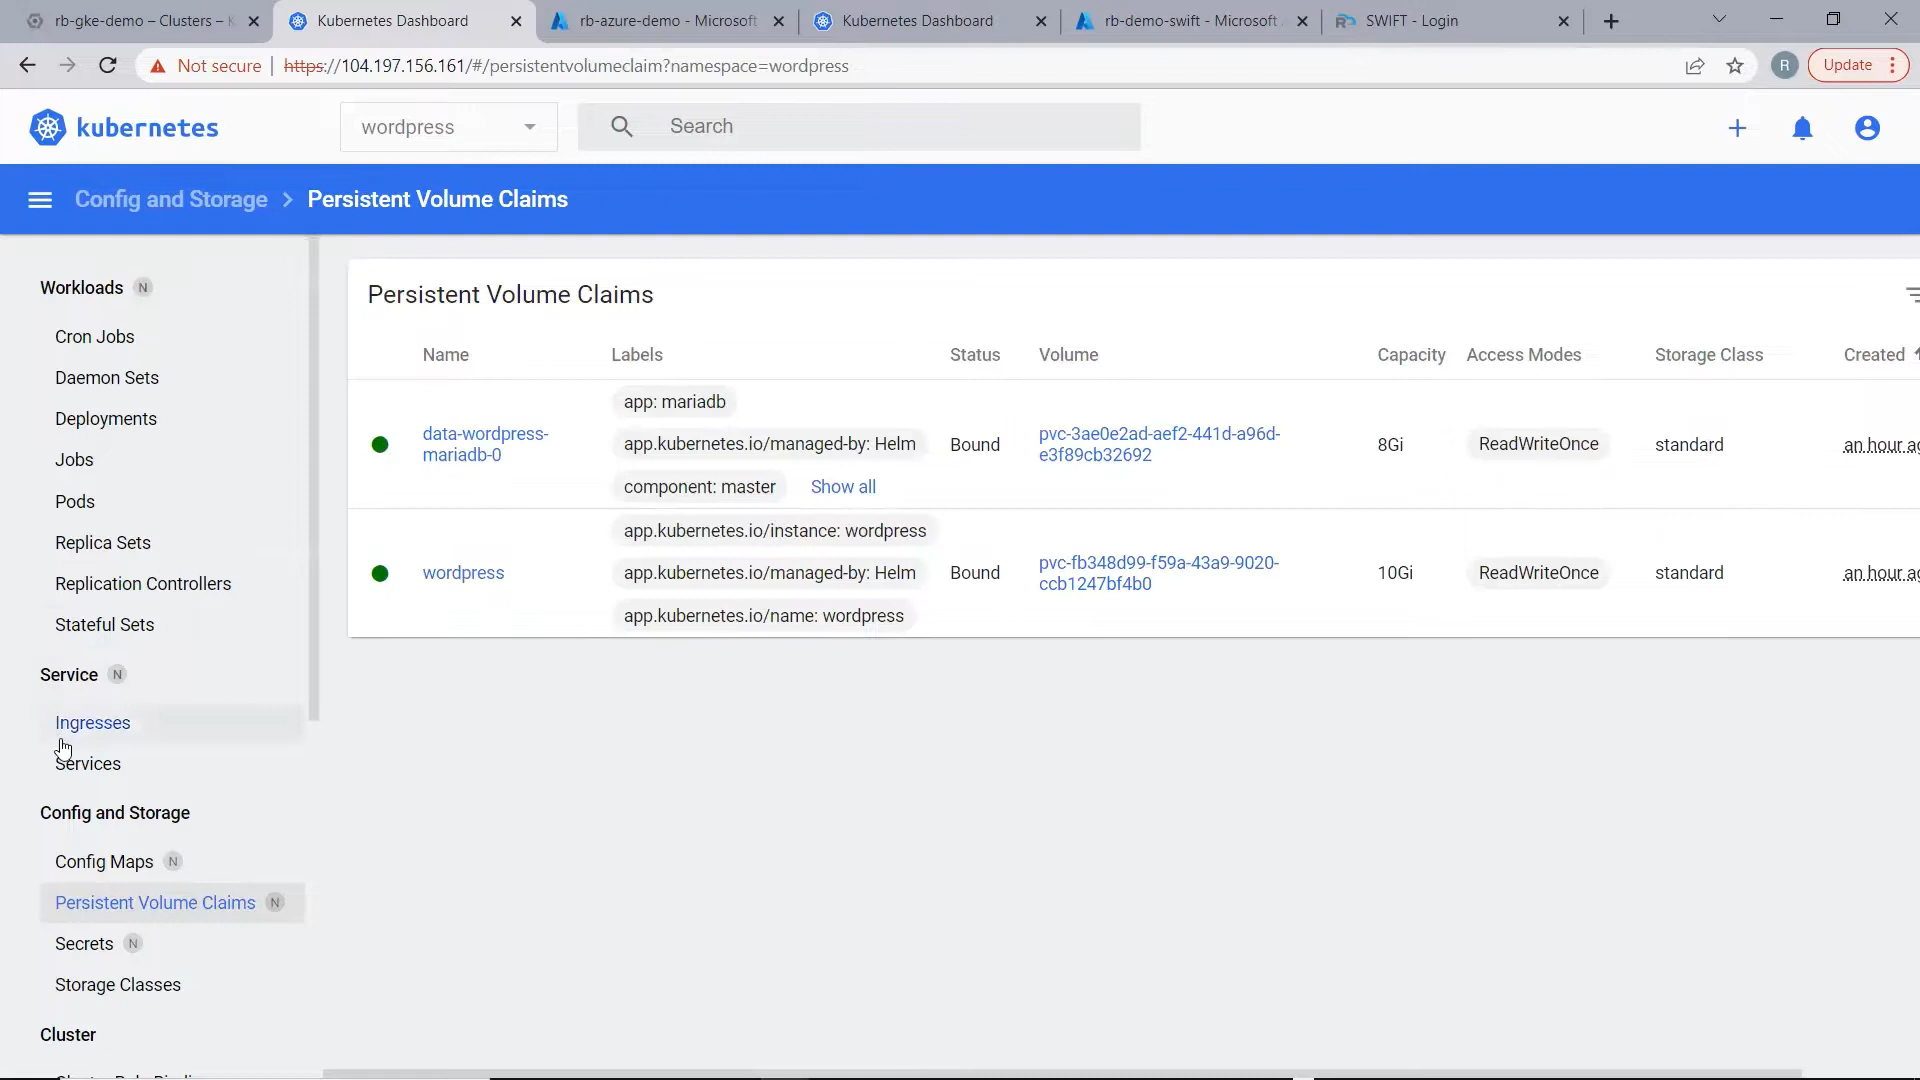 rb-gke-demo – Clusters – K
Kubernetes Dashboard
rb-azure-demo - Microsoft
Kubernetes Dashboard
rb-demo-swift - Microsoft
SWIFT - Login
Not secure
https://104.197.156.161/#/persistentvolumeclaim?namespace=wordpress
R
Update
kubernetes
wordpress
Search
Config and Storage
Persistent Volume Claims
Workloads N
Cron Jobs
Daemon Sets
Deployments
Jobs
Pods
Replica Sets
Replication Controllers
Stateful Sets
Service N
Ingresses
Services
Config and Storage
Config Maps N
Persistent Volume Claims N
Secrets N
Storage Classes
Cluster
Persistent Volume Claims
Name Labels Status Volume Capacity Access Modes Storage Class Created
data-wordpress-
mariadb-0
app: mariadb
app.kubernetes.io/managed-by: Helm
component: master
Show all
Bound
pvc-3ae0e2ad-aef2-441d-a96d-
e3f89cb32692
8Gi
ReadWriteOnce
standard
an hour ag
wordpress
app.kubernetes.io/instance: wordpress
app.kubernetes.io/managed-by: Helm
app.kubernetes.io/name: wordpress
Bound
pvc-fb348d99-f59a-43a9-9020-
ccb1247bf4b0
10Gi
ReadWriteOnce
standard
an hour ag